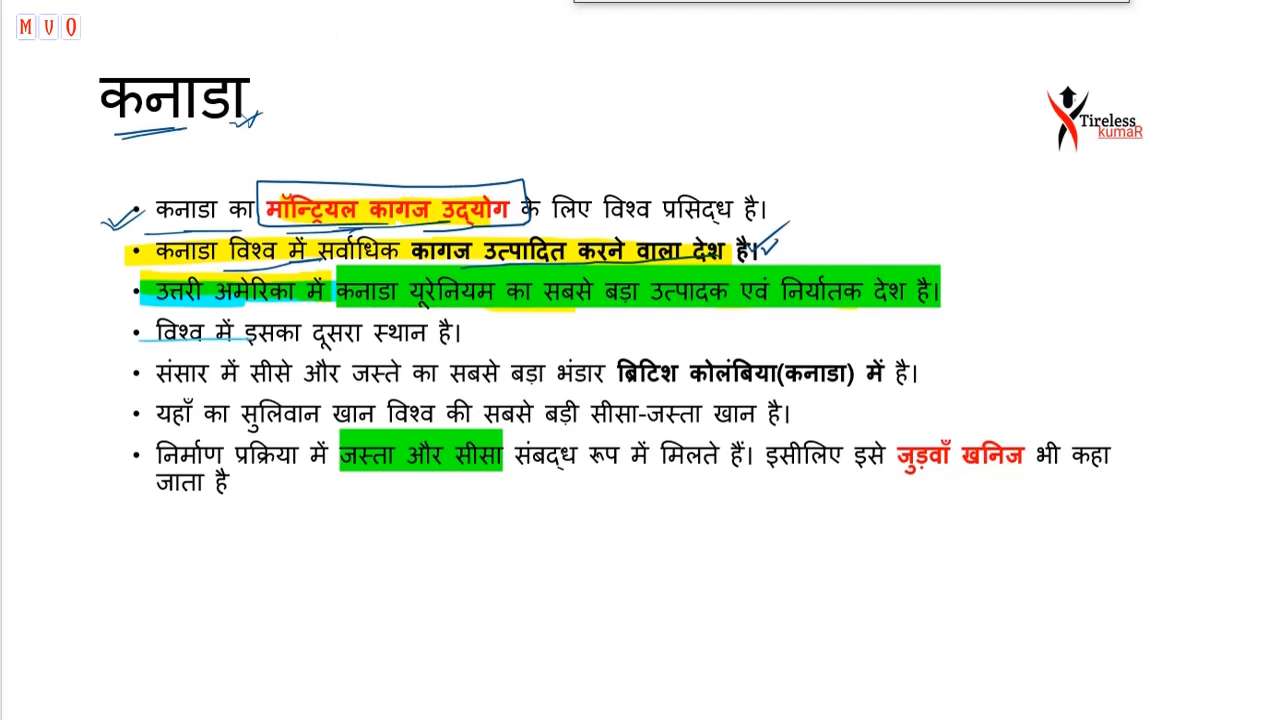 M V O
कनाडा
Tireless
kumaR
• कनाडा का मॉन्ट्रियल कागज उद्योग के लिए विश्व प्रसिद्ध है।
• कनाडा विश्व में सर्वाधिक कागज उत्पादित करने वाला देश है।
• उत्तरी अमेरिका में कनाडा यूरेनियम का सबसे बड़ा उत्पादक एवं निर्यातक देश है।
• विश्व में इसका दूसरा स्थान है।
• संसार में सीसे और जस्ते का सबसे बड़ा भंडार ब्रिटिश कोलंबिया(कनाडा) में है।
• यहाँ का सुलिवान खान विश्व की सबसे बड़ी सीसा-जस्ता खान है।
• निर्माण प्रक्रिया में जस्ता और सीसा संबद्ध रूप में मिलते हैं। इसीलिए इसे जुड़वाँ खनिज भी कहा
जाता है